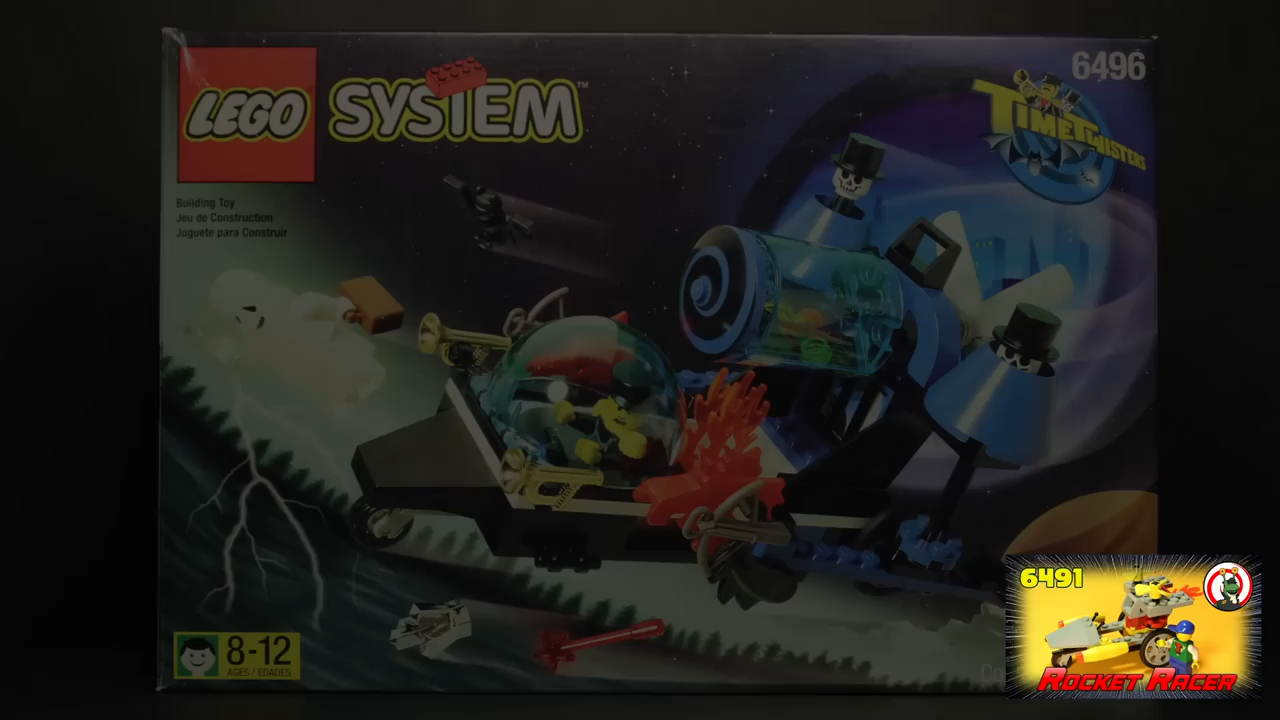 LEGO SYSTEM™
6496
TIME TWISTERS
Building Toy
Jeu de Construction
Juguete para Construir
8-12
AGES / EDADES
6491
ROCKET RACER